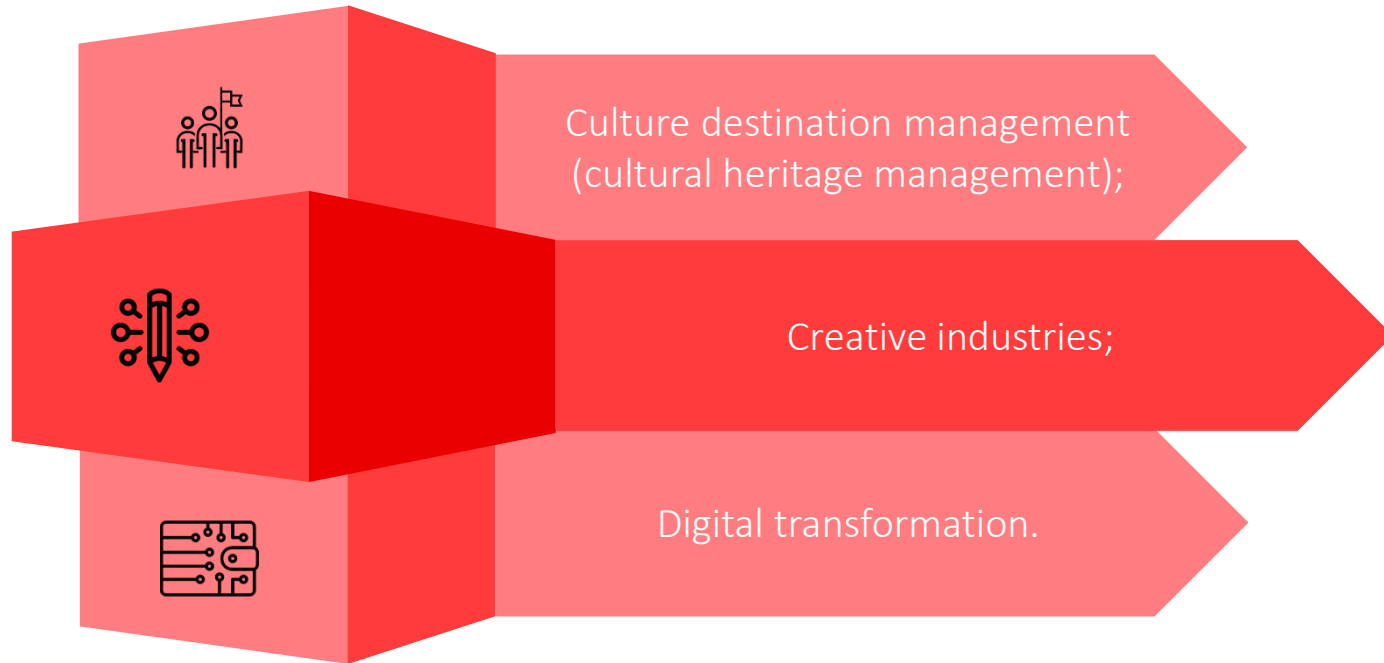 Culture destination management
(cultural heritage management);
Creative industries;
Digital transformation.